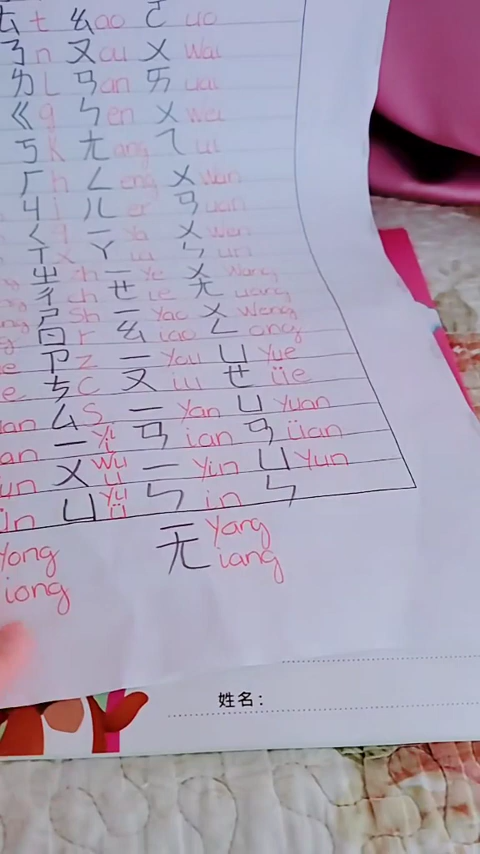 ㄊ t ㄠ ao ㄛ uo
ㄋ n ㄡ ou ㄨ Wai
ㄌ L ㄢ an ㄞ uai
ㄍ g ㄣ en ㄨ Wei
ㄎ k ㄤ ang ㄟ ui
ㄏ h ㄥ eng ㄨ Wan
ㄐ j ㄦ er ㄢ uan
ㄑ q ㄧ Ya ㄨ Wen
ㄒ x ㄚ ia ㄣ un
ㄓ zh ㄧ Ye ㄨ Wang
ㄔ ch ㄝ ie ㄤ uang
ㄕ sh ㄧ Yao ㄨ Weng
ㄖ r ㄠ iao ㄥ ong
ㄗ z ㄧ You ㄩ Yue
ㄘ c ㄡ iu ㄝ üe
ㄙ s ㄧ Yan ㄩ Yuan
ㄧ Yi i ㄢ ian ㄢ üan
ㄨ Wu u ㄧ Yin ㄩ Yun
ㄩ Yu ü ㄣ in ㄣ
Yong ㄧ Yang
iong ㄤ iang
姓名：